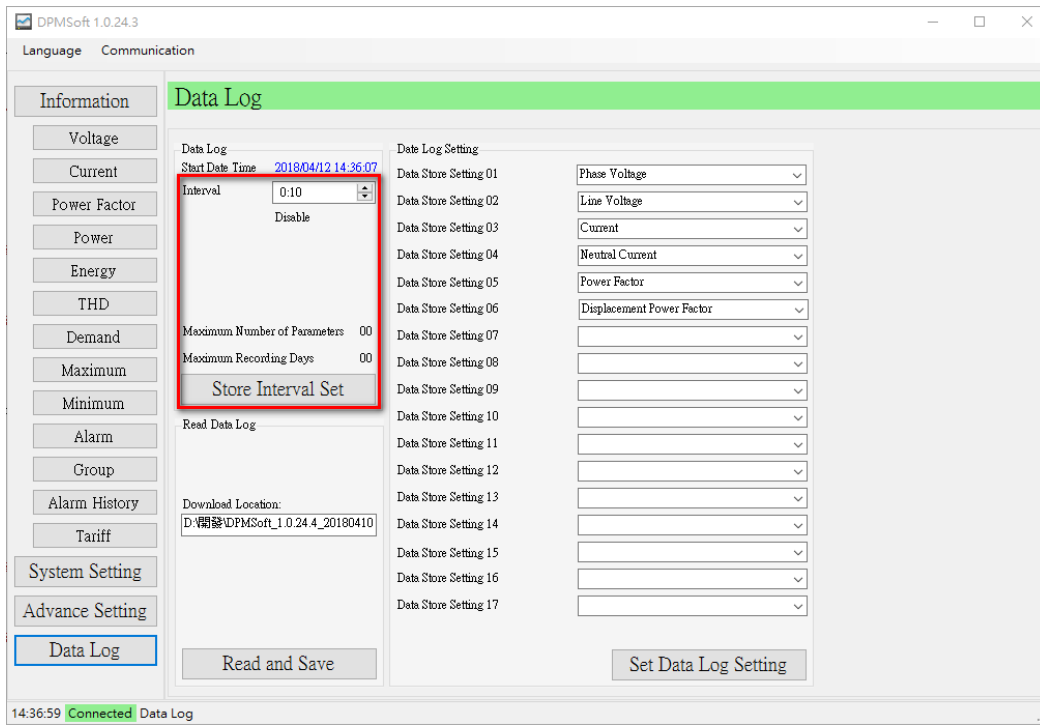 DPMSoft 1.0.24.3
Language Communication
Information
Voltage
Current
Power Factor
Power
Energy
THD
Demand
Maximum
Minimum
Alarm
Group
Alarm History
Tariff
System Setting
Advance Setting
Data Log
Data Log
Data Log
Start Date Time 2018/04/12 14:36:07
Interval 0:10
Disable
Maximum Number of Parameters 00
Maximum Recording Days 00
Store Interval Set
Read Data Log
Download Location:
D:\開發\DPMSoft_1.0.24.4_20180410
Read and Save
Date Log Setting
Data Store Setting 01 Phase Voltage
Data Store Setting 02 Line Voltage
Data Store Setting 03 Current
Data Store Setting 04 Neutral Current
Data Store Setting 05 Power Factor
Data Store Setting 06 Displacement Power Factor
Data Store Setting 07
Data Store Setting 08
Data Store Setting 09
Data Store Setting 10
Data Store Setting 11
Data Store Setting 12
Data Store Setting 13
Data Store Setting 14
Data Store Setting 15
Data Store Setting 16
Data Store Setting 17
Set Data Log Setting
14:36:59 Connected Data Log